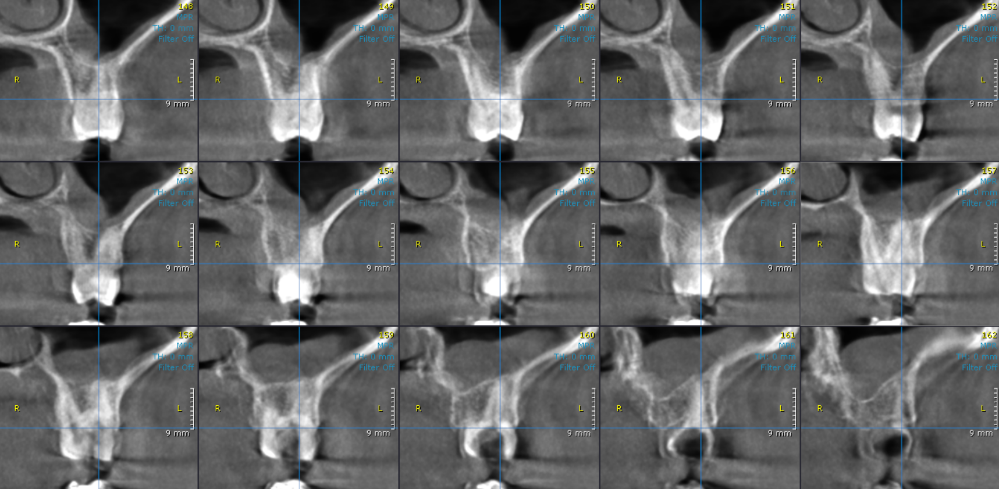 148
MPR
TH: 0 mm
Filter Off
R
L
9 mm
149
MPR
TH: 0 mm
Filter Off
R
L
9 mm
150
MPR
TH: 0 mm
Filter Off
R
L
9 mm
151
MPR
TH: 0 mm
Filter Off
R
L
9 mm
152
MPR
TH: 0 mm
Filter Off
R
L
9 mm
153
MPR
TH: 0 mm
Filter Off
R
L
9 mm
154
MPR
TH: 0 mm
Filter Off
R
L
9 mm
155
MPR
TH: 0 mm
Filter Off
R
L
9 mm
156
MPR
TH: 0 mm
Filter Off
R
L
9 mm
157
MPR
TH: 0 mm
Filter Off
R
L
9 mm
158
MPR
TH: 0 mm
Filter Off
R
L
9 mm
159
MPR
TH: 0 mm
Filter Off
R
L
9 mm
160
MPR
TH: 0 mm
Filter Off
R
L
9 mm
161
MPR
TH: 0 mm
Filter Off
R
L
9 mm
162
MPR
TH: 0 mm
Filter Off
R
L
9 mm